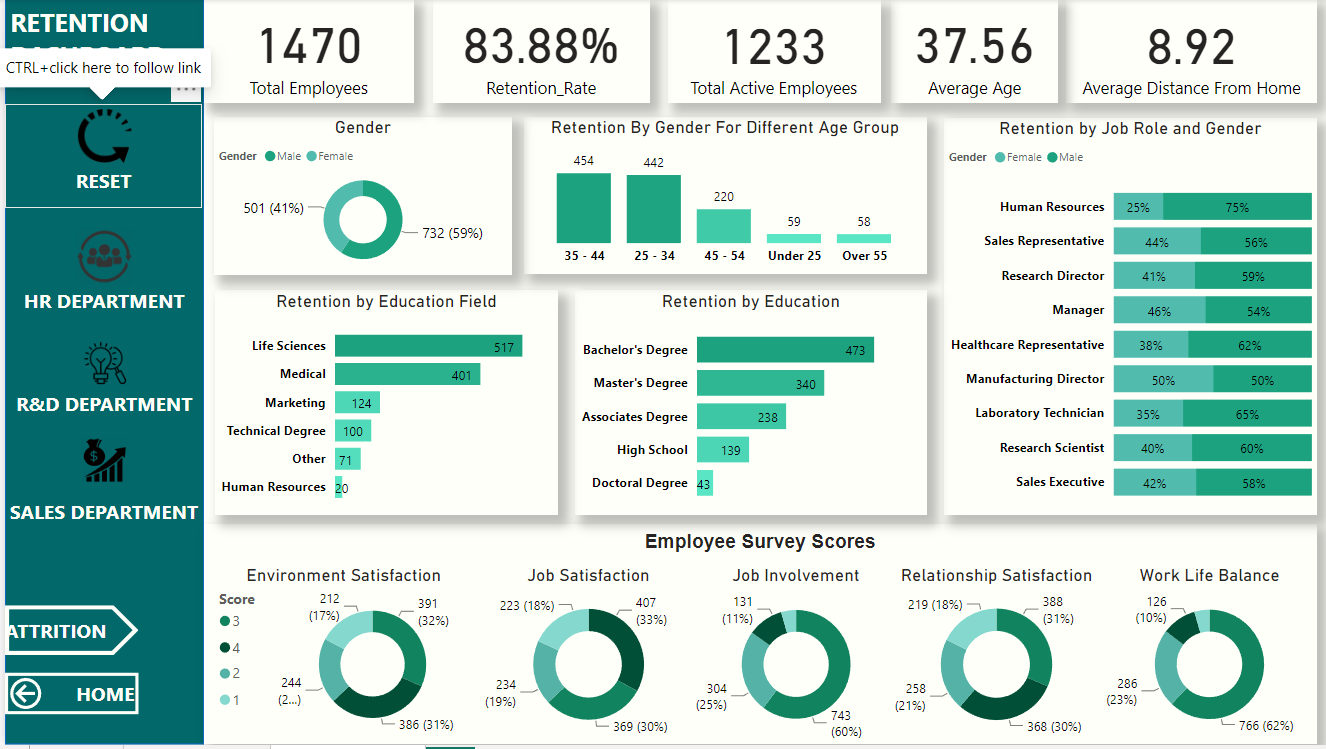 RETENTION
DASHBOARD
CTRL+click here to follow link
...
RESET
HR DEPARTMENT
R&D DEPARTMENT
SALES DEPARTMENT
ATTRITION
HOME
1470
Total Employees
83.88%
Retention_Rate
1233
Total Active Employees
37.56
Average Age
8.92
Average Distance From Home
Gender
Gender Male Female
501 (41%)
732 (59%)
Retention By Gender For Different Age Group
454 442 220 59 58
35 - 44 25 - 34 45 - 54 Under 25 Over 55
Retention by Job Role and Gender
Gender Female Male
Human Resources 25% 75%
Sales Representative 44% 56%
Research Director 41% 59%
Manager 46% 54%
Healthcare Representative 38% 62%
Manufacturing Director 50% 50%
Laboratory Technician 35% 65%
Research Scientist 40% 60%
Sales Executive 42% 58%
Retention by Education Field
Life Sciences 517
Medical 401
Marketing 124
Technical Degree 100
Other 71
Human Resources 20
Retention by Education
Bachelor's Degree 473
Master's Degree 340
Associates Degree 238
High School 139
Doctoral Degree 43
Employee Survey Scores
Environment Satisfaction
Score
3
4
2
1
212
(17%)
391
(32%)
244
(2...)
386 (31%)
Job Satisfaction
223 (18%)
407
(33%)
234
(19%)
369 (30%)
Job Involvement
131
(11%)
304
(25%)
743
(60%)
Relationship Satisfaction
219 (18%)
388
(31%)
258
(21%)
368 (30%)
Work Life Balance
126
(10%)
286
(23%)
766 (62%)